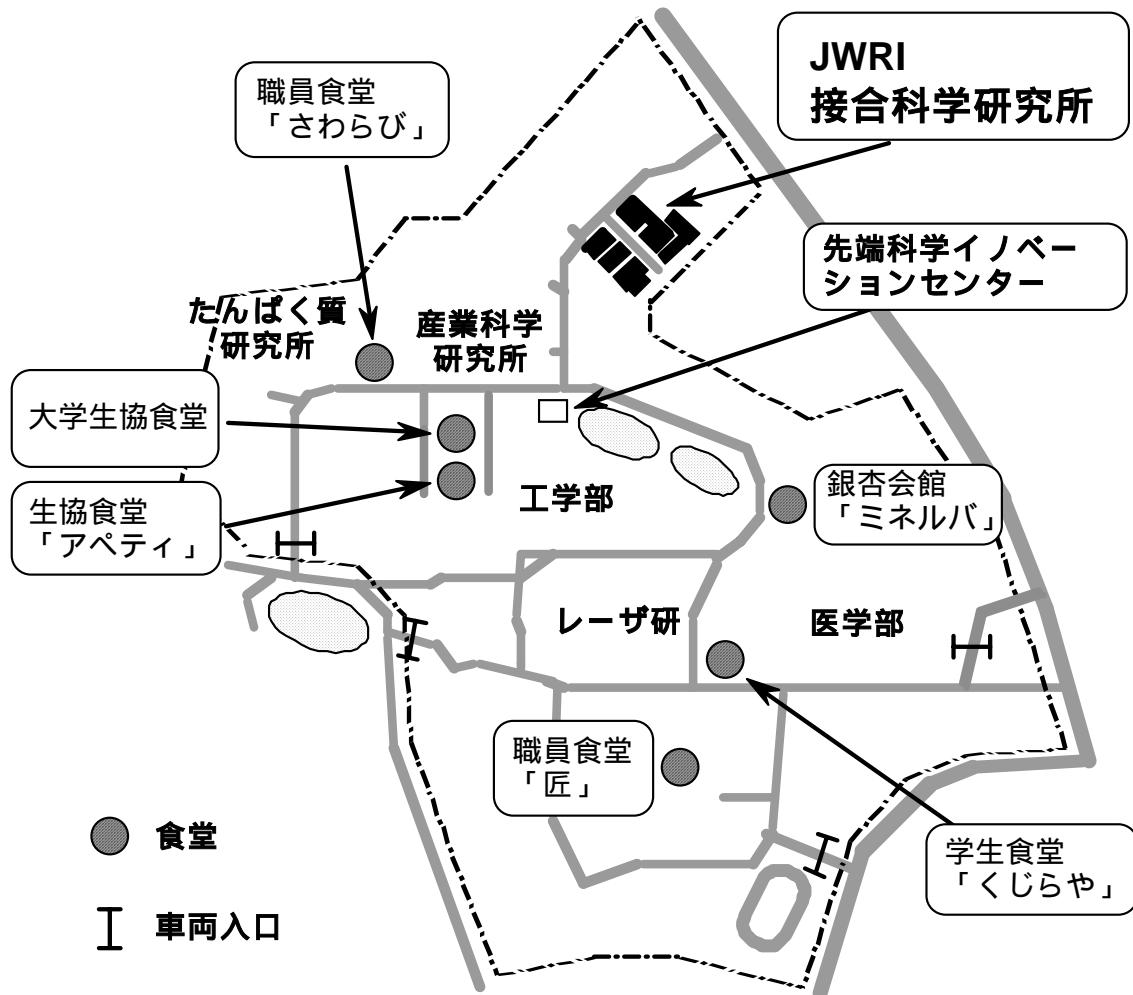 JWRI
接合科学研究所
職員食堂
「さわらび」
先端科学イノベー
ションセンター
たんぱく質
研究所
産業科学
研究所
大学生協食堂
生協食堂
「アペティ」
工学部
銀杏会館
「ミネルバ」
レーザ研
医学部
職員食堂
「匠」
学生食堂
「くじらや」
食堂
車両入口